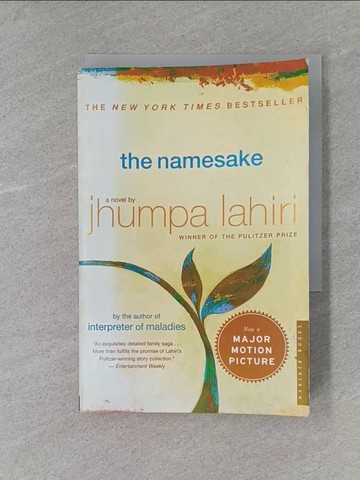 THE NEW YORK TIMES BESTSELLER
the namesake
a novel by
jhumpa lahiri
WINNER OF THE PULITZER PRIZE
by the author of
interpreter of maladies
"An exquisitely detailed family saga . . .
More than fulfills the promise of Lahiri's
Pulitzer-winning story collection."
— Entertainment Weekly
Now a
MAJOR
MOTION
PICTURE
MARINER BOOKS